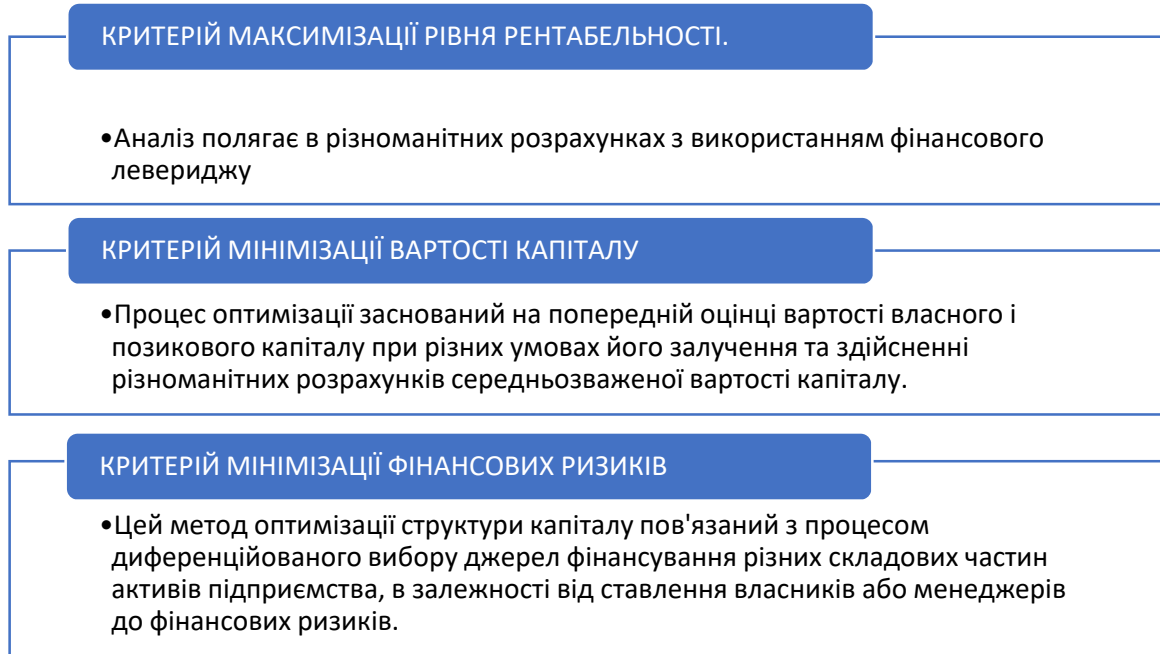 КРИТЕРІЙ МАКСИМІЗАЦІЇ РІВНЯ РЕНТАБЕЛЬНОСТІ.
•Аналіз полягає в різноманітних розрахунках з використанням фінансового
левериджу
КРИТЕРІЙ МІНІМІЗАЦІЇ ВАРТОСТІ КАПІТАЛУ
•Процес оптимізації заснований на попередній оцінці вартості власного і
позикового капіталу при різних умовах його залучення та здійсненні
різноманітних розрахунків середньозваженої вартості капіталу.
КРИТЕРІЙ МІНІМІЗАЦІЇ ФІНАНСОВИХ РИЗИКІВ
•Цей метод оптимізації структури капіталу пов'язаний з процесом
диференційованого вибору джерел фінансування різних складових частин
активів підприємства, в залежності від ставлення власників або менеджерів
до фінансових ризиків.